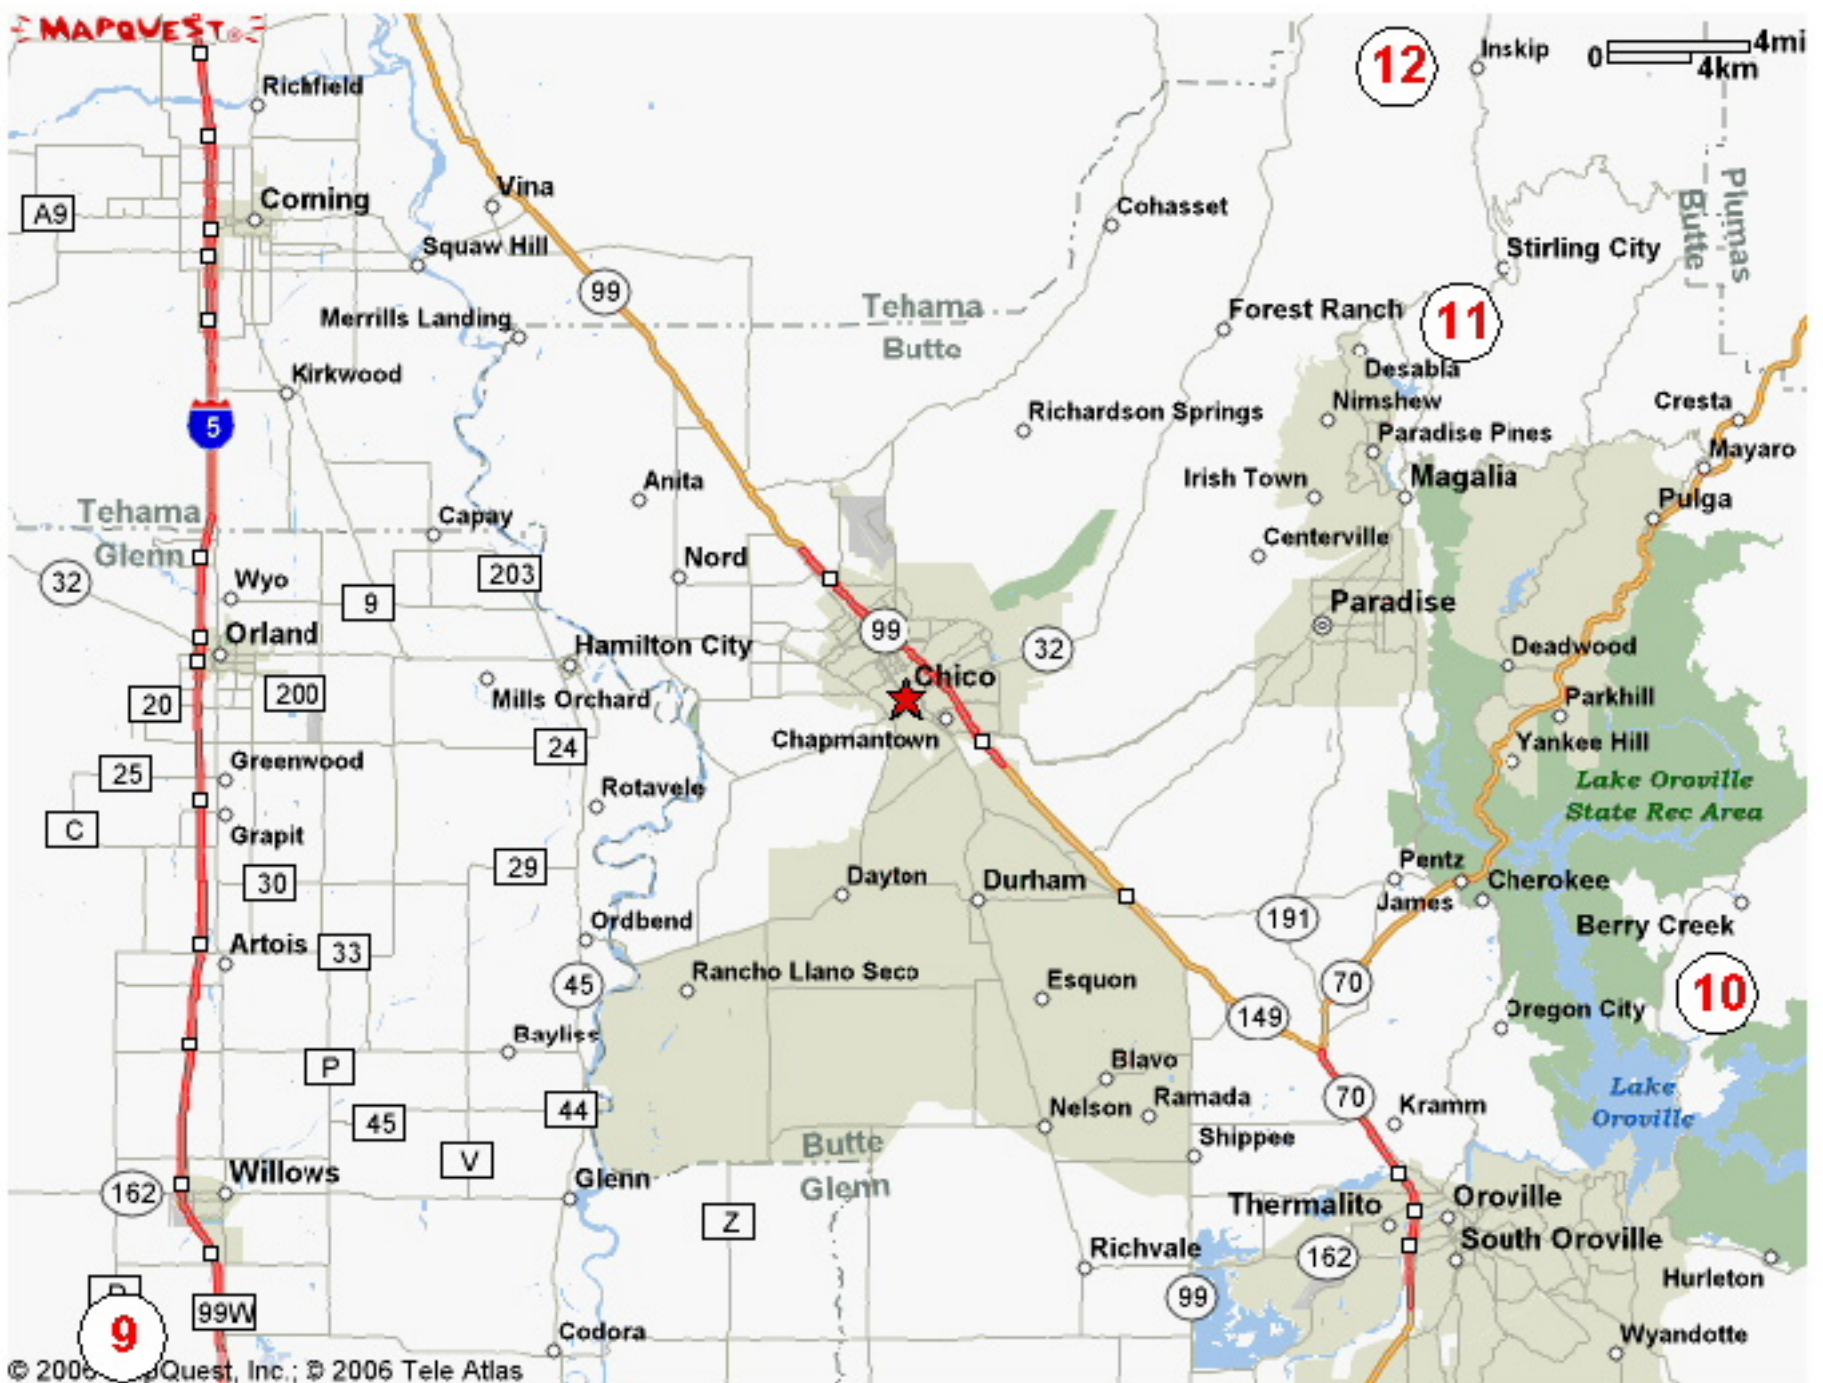 MAPQUEST®
12
Inskip
0
4mi
4km
Richfield
A9
Corning
Vina
Squaw Hill
99
Merrills Landing
Cohasset
Stirling City
Butte
Plumas
Tehama
Butte
Forest Ranch
11
Desabla
Kirkwood
Nimshew
Cresta
5
Richardson Springs
Paradise Pines
Mayaro
Anita
Irish Town
Magalia
Pulga
Tehama
Glenn
Capay
Nord
Centerville
32
Wyo
9
203
Paradise
Orland
Hamilton City
99
32
Deadwood
20
200
Mills Orchard
Chico
Parkhill
Chapmantown
24
Yankee Hill
25
Greenwood
Rotavele
Lake Oroville
State Rec Area
C
Grapit
30
29
Dayton
Durham
Pentz
Cherokee
James
191
Berry Creek
Artois
33
Ordbend
45
Rancho Llano Seco
Esquon
70
10
149
Oregon City
Bayliss
P
Blavo
Lake
Oroville
45
44
Nelson
Ramada
70
Kramm
V
Butte
Glenn
Shippee
162
Willows
Glenn
Z
Thermalito
Oroville
South Oroville
Richvale
162
99
Hurleton
9
99W
Codora
Wyandotte
© 2006 Quest, Inc.; © 2006 Tele Atlas